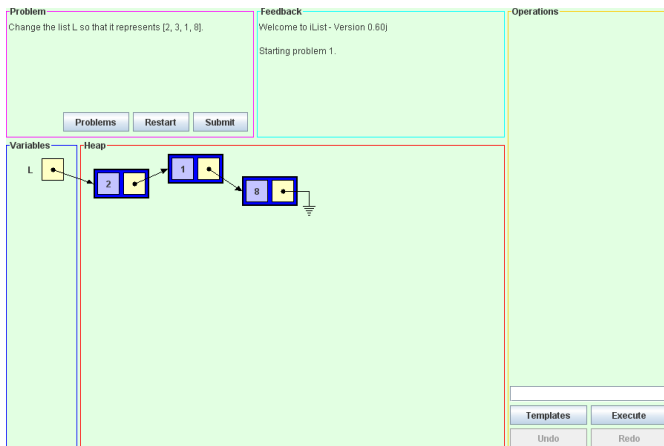 Problem
Change the list L so that it represents [2, 3, 1, 8].
Problems
Restart
Submit
Feedback
Welcome to iList - Version 0.60j
Starting problem 1.
Operations
Variables
L
Heap
2
1
8
Templates
Execute
Undo
Redo